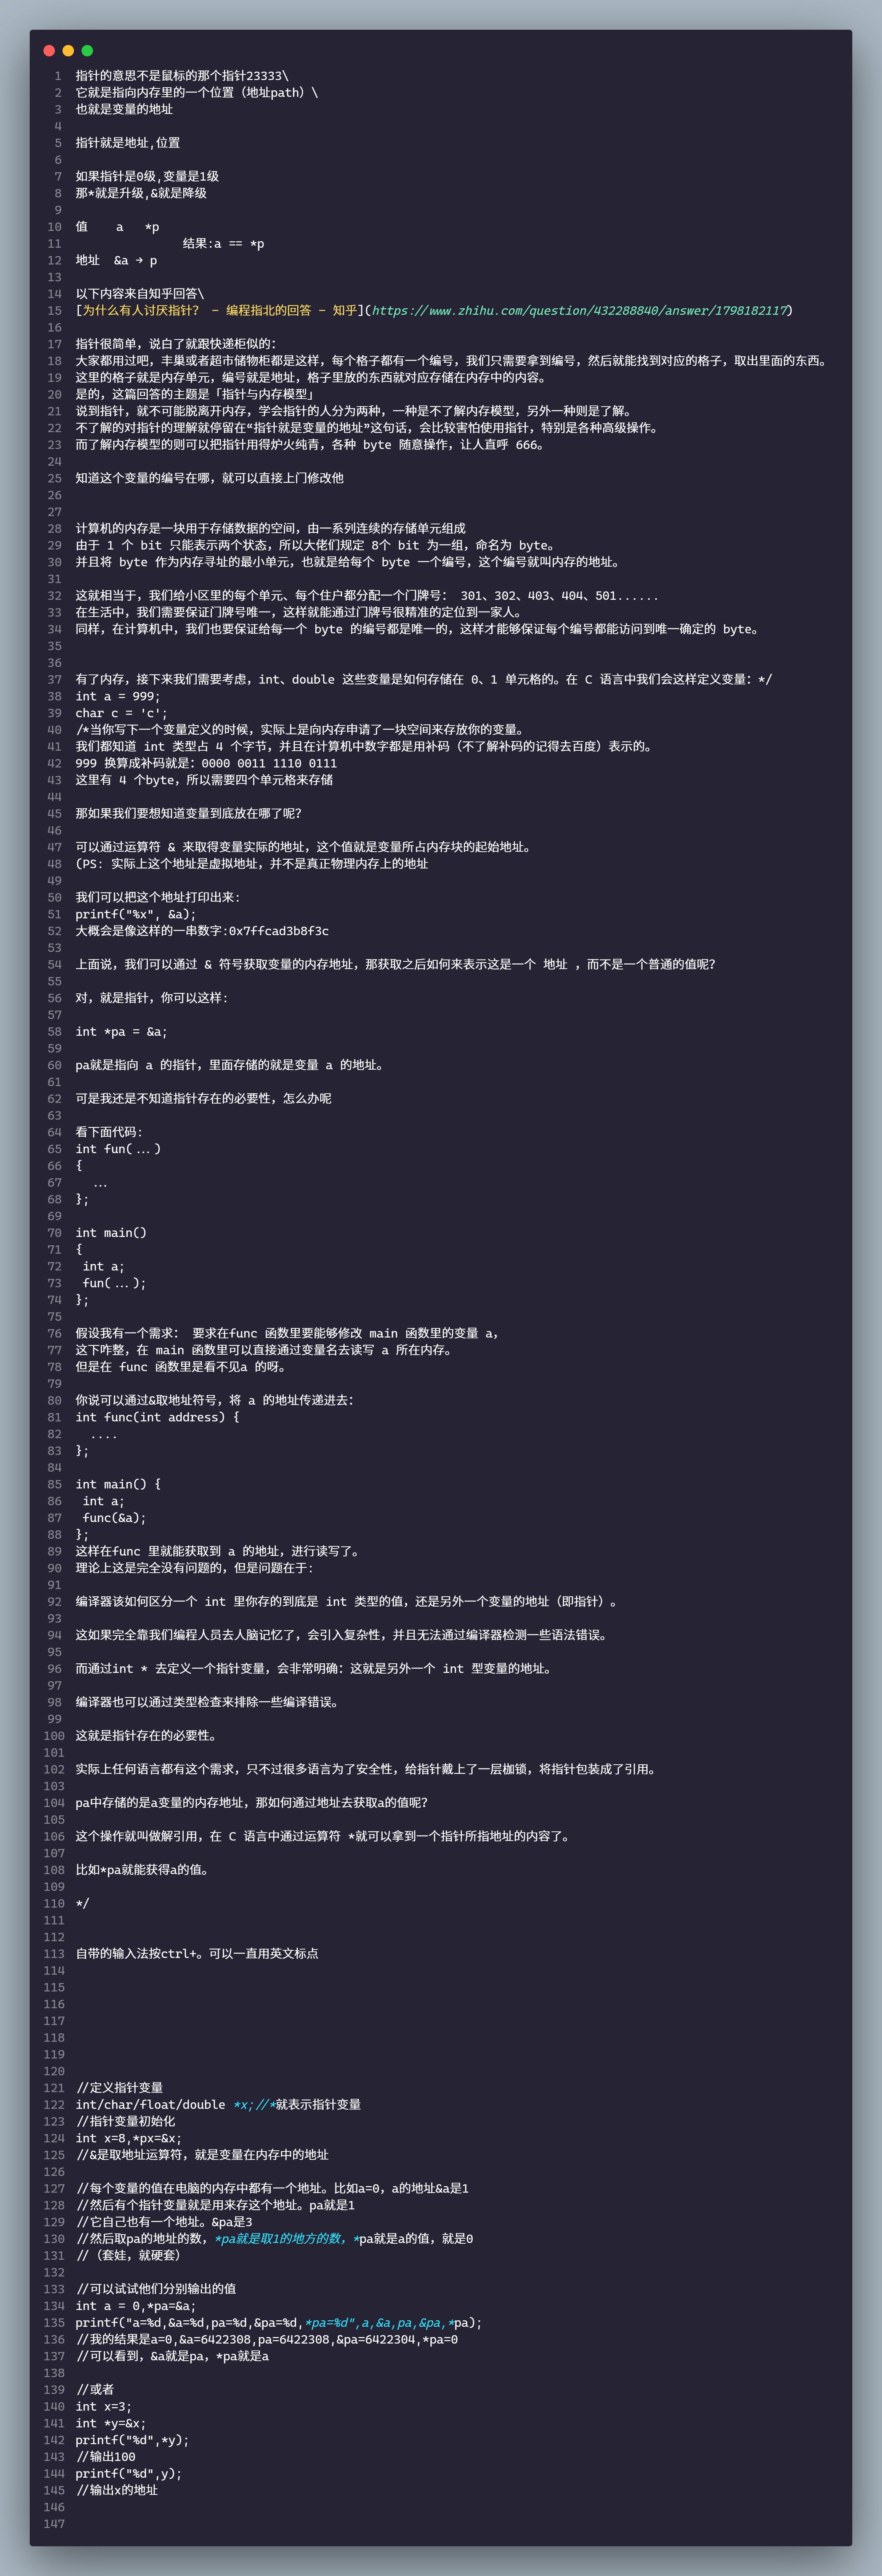 1 指针的意思不是鼠标的那个指针23333\
2 它就是指向内存里的一个位置（地址path）\
3 也就是变量的地址
4
5 指针就是地址,位置
6
7 如果指针是0级,变量是1级
8 那*就是升级,&就是降级
9
10 值    a   *p
11                结果:a == *p
12 地址  &a → p
13
14 以下内容来自知乎回答\
15 [为什么有人讨厌指针？ - 编程指北的回答 - 知乎](https://www.zhihu.com/question/432288840/answer/1798182117)
16
17 指针很简单，说白了就跟快递柜似的：
18 大家都用过吧，丰巢或者超市储物柜都是这样，每个格子都有一个编号，我们只需要拿到编号，然后就能找到对应的格子，取出里面的东西。
19 这里的格子就是内存单元，编号就是地址，格子里放的东西就对应存储在内存中的内容。
20 是的，这篇回答的主题是「指针与内存模型」
21 说到指针，就不可能脱离开内存，学会指针的人分为两种，一种是不了解内存模型，另外一种则是了解。
22 不了解的对指针的理解就停留在“指针就是变量的地址”这句话，会比较害怕使用指针，特别是各种高级操作。
23 而了解内存模型的则可以把指针用得炉火纯青，各种 byte 随意操作，让人直呼 666。
24
25 知道这个变量的编号在哪，就可以直接上门修改他
26
27
28 计算机的内存是一块用于存储数据的空间，由一系列连续的存储单元组成
29 由于 1 个 bit 只能表示两个状态，所以大佬们规定 8个 bit 为一组，命名为 byte。
30 并且将 byte 作为内存寻址的最小单元，也就是给每个 byte 一个编号，这个编号就叫内存的地址。
31
32 这就相当于，我们给小区里的每个单元、每个住户都分配一个门牌号： 301、302、403、404、501......
33 在生活中，我们需要保证门牌号唯一，这样就能通过门牌号很精准的定位到一家人。
34 同样，在计算机中，我们也要保证给每一个 byte 的编号都是唯一的，这样才能够保证每个编号都能访问到唯一确定的 byte。
35
36
37 有了内存，接下来我们需要考虑，int、double 这些变量是如何存储在 0、1 单元格的。在 C 语言中我们会这样定义变量：*/
38 int a = 999;
39 char c = 'c';
40 /*当你写下一个变量定义的时候，实际上是向内存申请了一块空间来存放你的变量。
41 我们都知道 int 类型占 4 个字节，并且在计算机中数字都是用补码（不了解补码的记得去百度）表示的。
42 999 换算成补码就是：0000 0011 1110 0111
43 这里有 4 个byte，所以需要四个单元格来存储
44
45 那如果我们要想知道变量到底放在哪了呢？
46
47 可以通过运算符 & 来取得变量实际的地址，这个值就是变量所占内存块的起始地址。
48 (PS: 实际上这个地址是虚拟地址，并不是真正物理内存上的地址
49
50 我们可以把这个地址打印出来：
51 printf("%x", &a);
52 大概会是像这样的一串数字:0x7ffcad3b8f3c
53
54 上面说，我们可以通过 & 符号获取变量的内存地址，那获取之后如何来表示这是一个 地址 ，而不是一个普通的值呢？
55
56 对，就是指针，你可以这样：
57
58 int *pa = &a;
59
60 pa就是指向 a 的指针，里面存储的就是变量 a 的地址。
61
62 可是我还是不知道指针存在的必要性，怎么办呢
63
64 看下面代码：
65 int fun(...)
66 {
67   ...
68 };
69
70 int main()
71 {
72  int a;
73  fun(...);
74 };
75
76 假设我有一个需求： 要求在func 函数里要能够修改 main 函数里的变量 a，
77 这下咋整，在 main 函数里可以直接通过变量名去读写 a 所在内存。
78 但是在 func 函数里是看不见a 的呀。
79
80 你说可以通过&取地址符号，将 a 的地址传递进去：
81 int func(int address) {
82   ....
83 };
84
85 int main() {
86  int a;
87  func(&a);
88 };
89 这样在func 里就能获取到 a 的地址，进行读写了。
90 理论上这是完全没有问题的，但是问题在于：
91
92 编译器该如何区分一个 int 里你存的到底是 int 类型的值，还是另外一个变量的地址（即指针）。
93
94 这如果完全靠我们编程人员去人脑记忆了，会引入复杂性，并且无法通过编译器检测一些语法错误。
95
96 而通过int * 去定义一个指针变量，会非常明确：这就是另外一个 int 型变量的地址。
97
98 编译器也可以通过类型检查来排除一些编译错误。
99
100 这就是指针存在的必要性。
101
102 实际上任何语言都有这个需求，只不过很多语言为了安全性，给指针戴上了一层枷锁，将指针包装成了引用。
103
104 pa中存储的是a变量的内存地址，那如何通过地址去获取a的值呢？
105
106 这个操作就叫做解引用，在 C 语言中通过运算符 *就可以拿到一个指针所指地址的内容了。
107
108 比如*pa就能获得a的值。
109
110 */
111
112
113 自带的输入法按ctrl+。可以一直用英文标点
114
115
116
117
118
119
120
121 //定义指针变量
122 int/char/float/double *x;//*就表示指针变量
123 //指针变量初始化
124 int x=8,*px=&x;
125 //&是取地址运算符，就是变量在内存中的地址
126
127 //每个变量的值在电脑的内存中都有一个地址。比如a=0，a的地址&a是1
128 //然后有个指针变量就是用来存这个地址。pa就是1
129 //它自己也有一个地址。&pa是3
130 //然后取pa的地址的数，*pa就是取1的地方的数，*pa就是a的值，就是0
131 //（套娃，就硬套）
132
133 //可以试试他们分别输出的值
134 int a = 0,*pa=&a;
135 printf("a=%d,&a=%d,pa=%d,&pa=%d,*pa=%d",a,&a,pa,&pa,*pa);
136 //我的结果是a=0,&a=6422308,pa=6422308,&pa=6422304,*pa=0
137 //可以看到，&a就是pa，*pa就是a
138
139 //或者
140 int x=3;
141 int *y=&x;
142 printf("%d",*y);
143 //输出100
144 printf("%d",y);
145 //输出x的地址
146
147